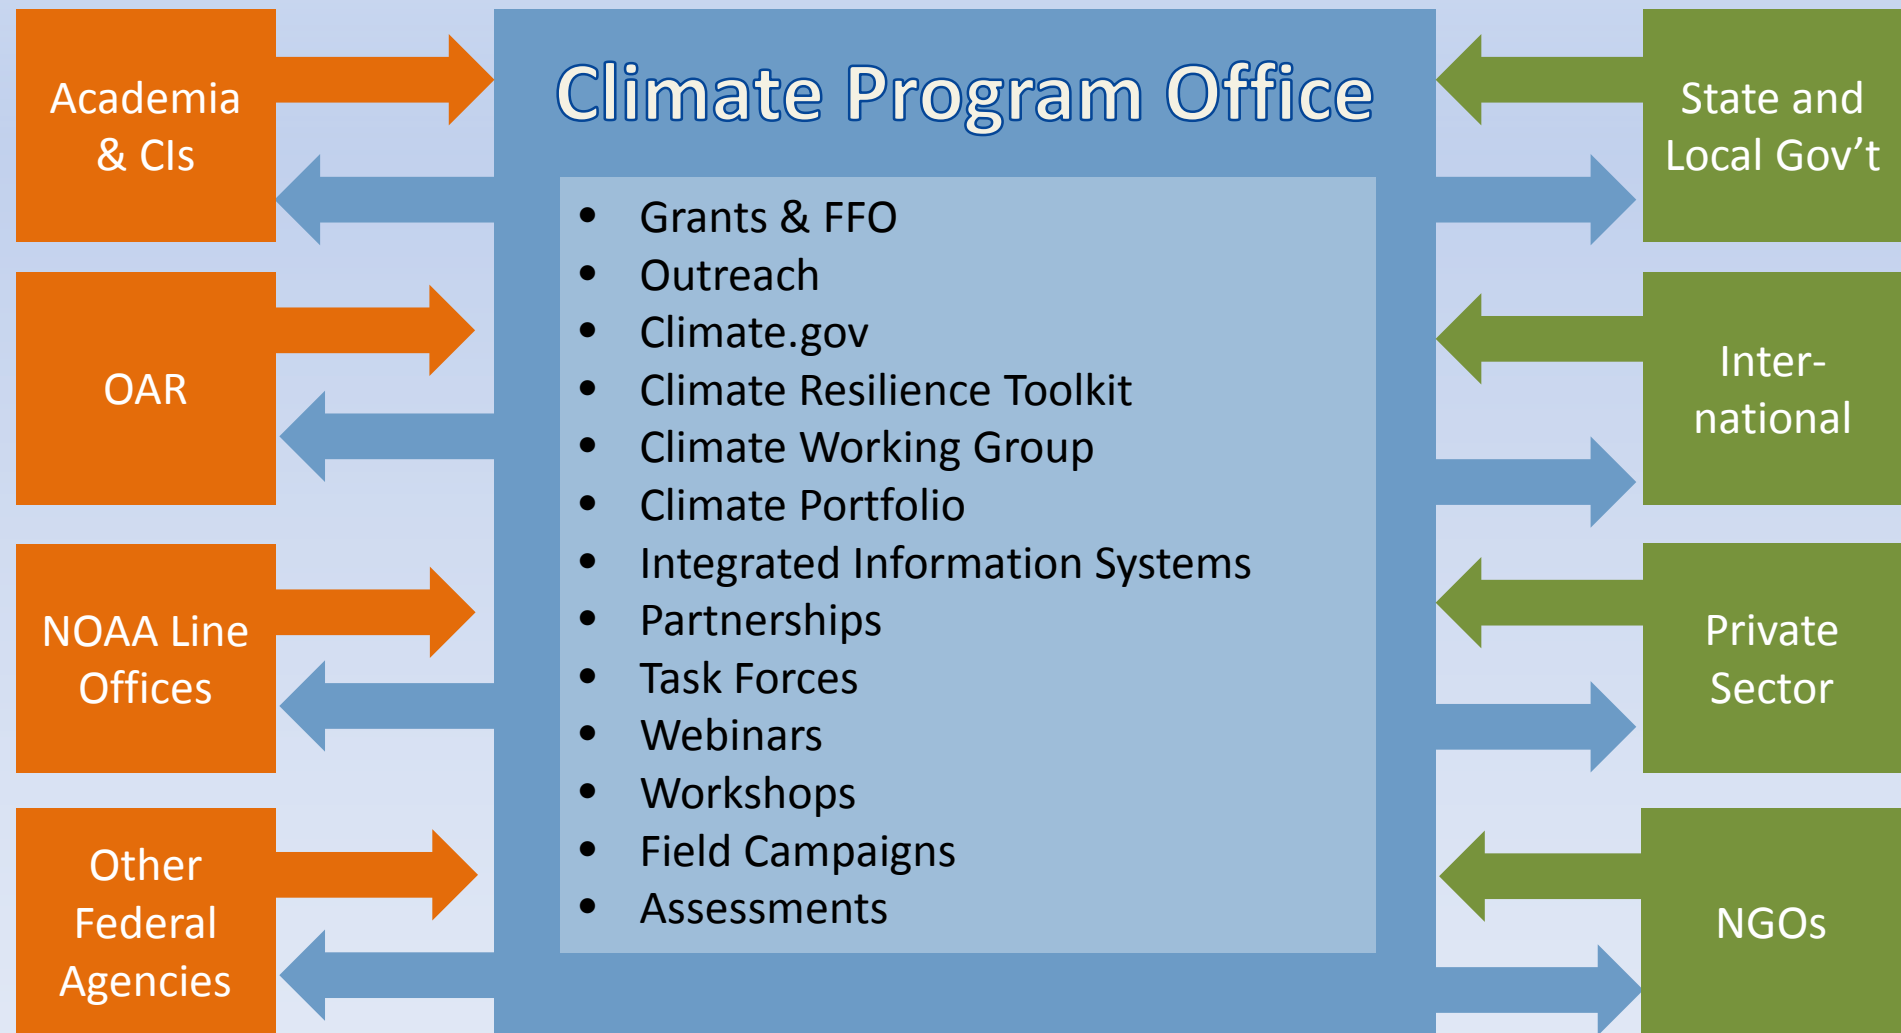 Academia
& CIs
OAR
NOAA Line
Offices
Other
Federal
Agencies
Climate Program Office
• Grants & FFO
• Outreach
• Climate.gov
• Climate Resilience Toolkit
• Climate Working Group
• Climate Portfolio
• Integrated Information Systems
• Partnerships
• Task Forces
• Webinars
• Workshops
• Field Campaigns
• Assessments
State and
Local Gov’t
Inter-
national
Private
Sector
NGOs